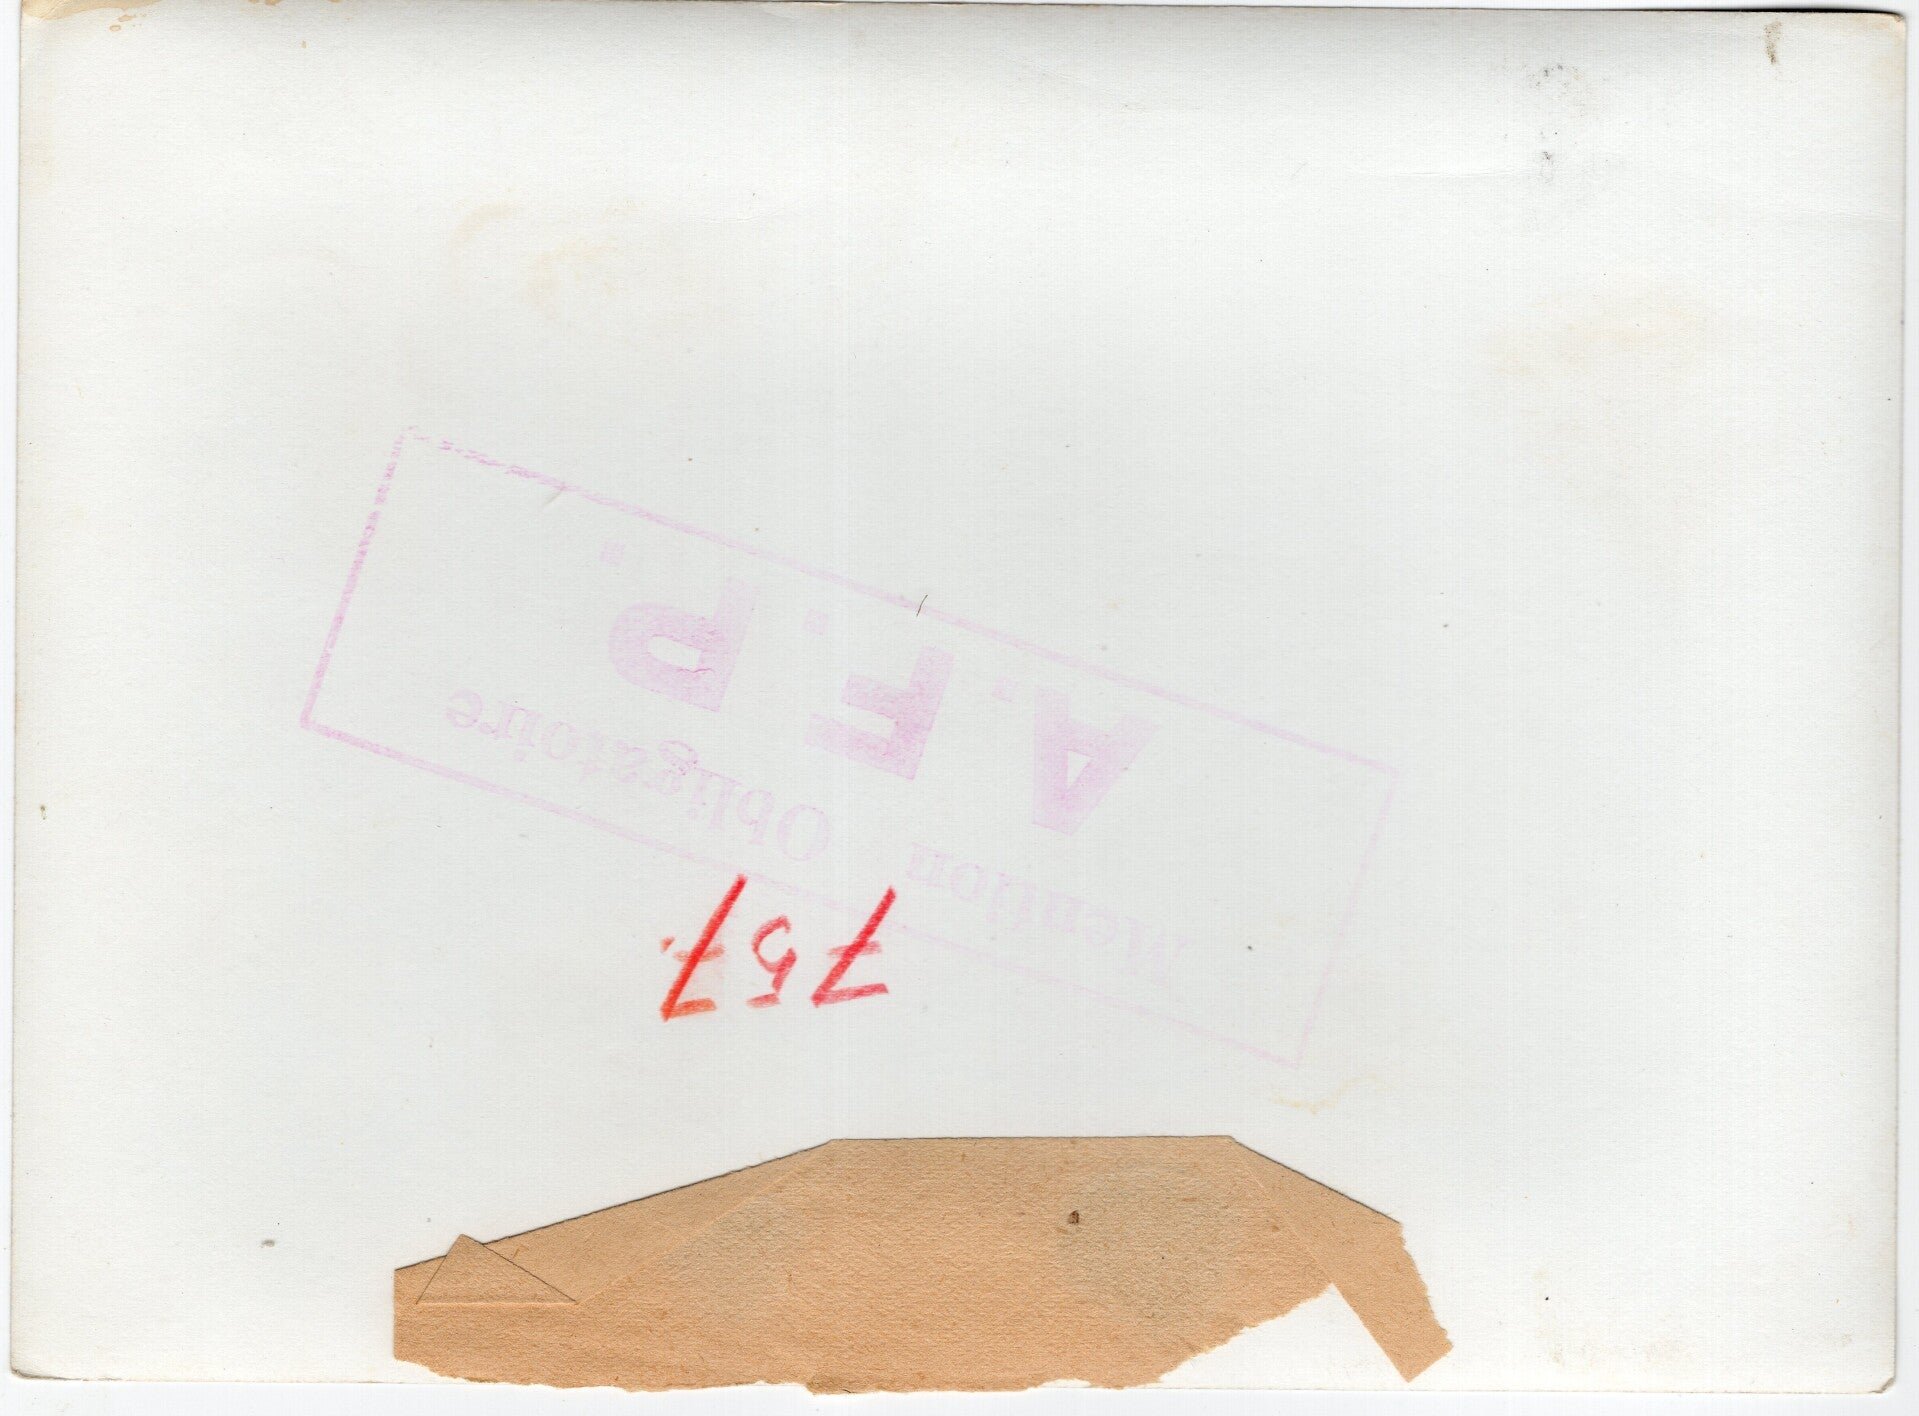 757
Mention Obligatoire
A. F. P.